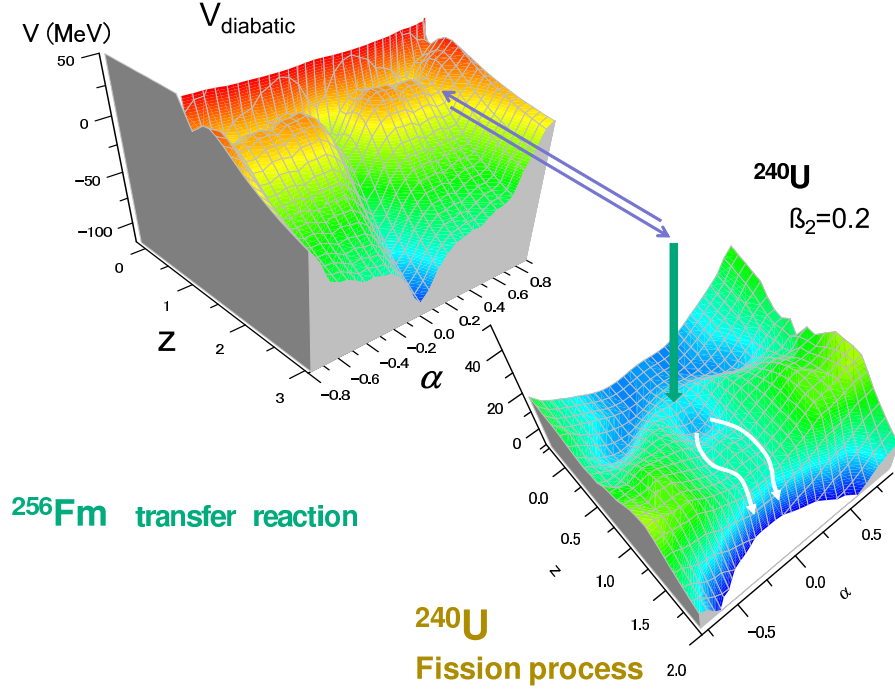 V (MeV)
V diabatic
50
0
−50
−100
0
1
2
3
z
−0.8
−0.6
−0.4
−0.2
0.0
0.2
0.4
0.6
0.8
α
²⁴⁰U
ß₂=0.2
40
20
0
0.0
0.5
1.0
1.5
2.0
z
−0.5
0.0
0.5
α
²⁵⁶Fm transfer reaction
²⁴⁰U
Fission process